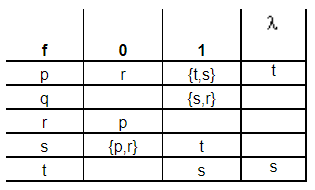 f 0 1 λ
p r {t,s} t
q {s,r}
r p
s {p,r} t
t s s